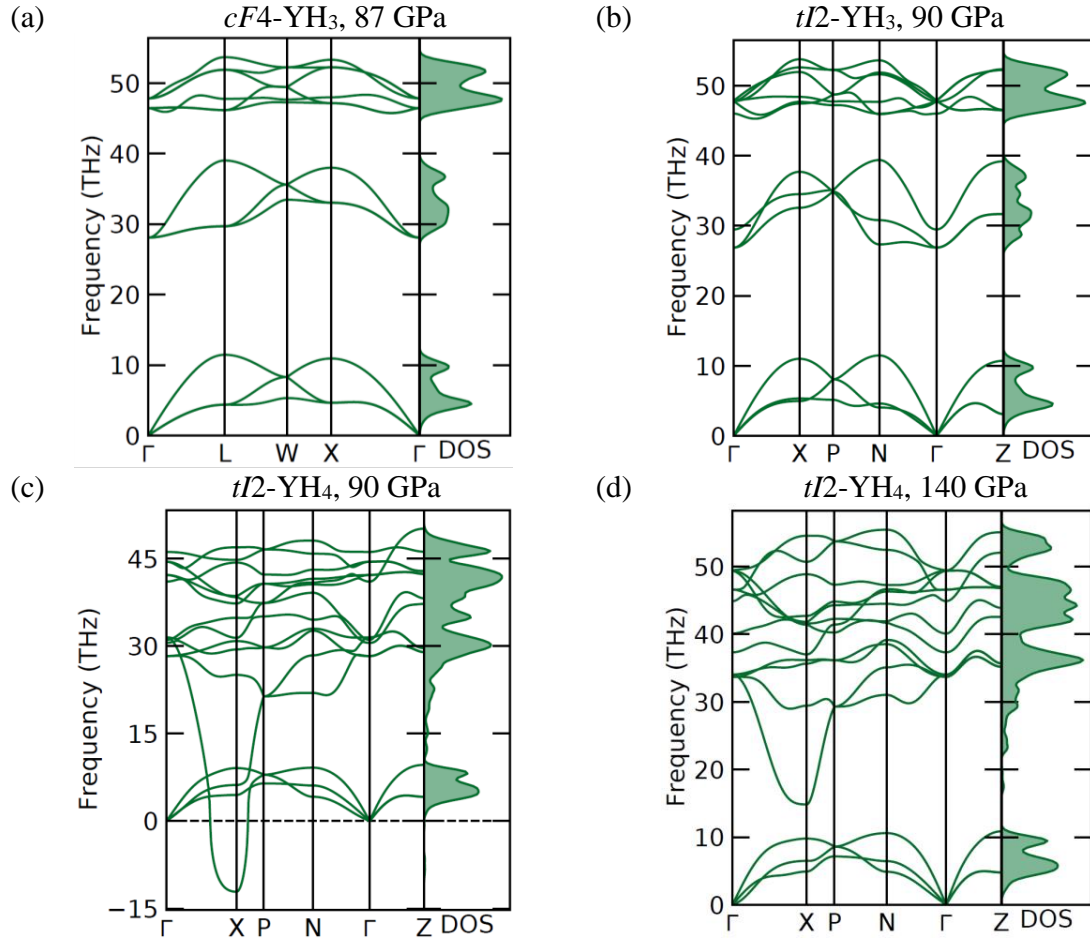 (a) cF4-YH₃, 87 GPa
Frequency (THz)
50
40
30
20
10
0
Γ L W X Γ DOS
(b) tI2-YH₃, 90 GPa
Frequency (THz)
50
40
30
20
10
0
Γ X P N Γ Z DOS
(c) tI2-YH₄, 90 GPa
Frequency (THz)
45
30
15
0
−15
Γ X P N Γ Z DOS
(d) tI2-YH₄, 140 GPa
Frequency (THz)
50
40
30
20
10
0
Γ X P N Γ Z DOS